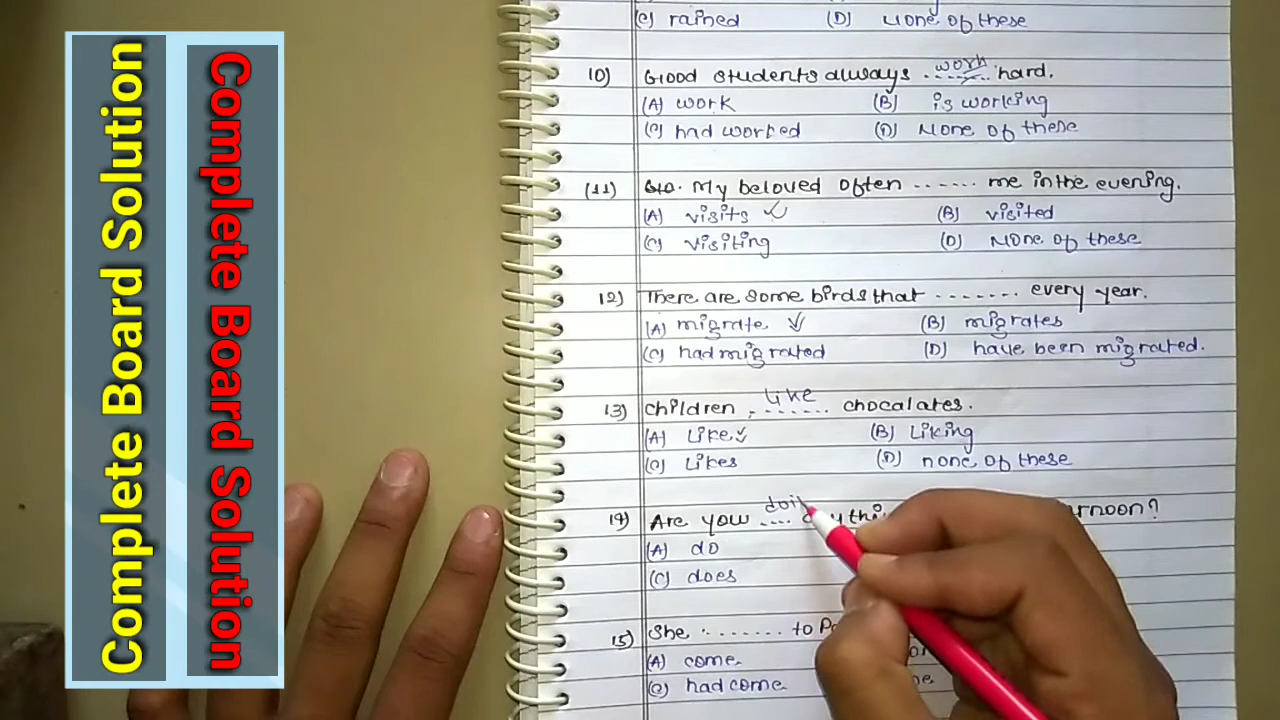 Complete Board Solution
Complete Board Solution
(C) rained (D) None of these
10) Good students always ...work... hard.
(A) work (B) is working
(C) had worked (D) None of these
(11) My beloved often ...... me in the evening.
(A) visits ✓ (B) visited
(C) visiting (D) None of these
12) There are some birds that ....... every year.
(A) migrate ✓ (B) migrates
(C) had migrated (D) have been migrated.
13) Children ...like... chocalates.
(A) Like ✓ (B) Liking
(C) Likes (D) none of these
doi
14) Are you ....
(A) do
(C) does
15) She ....... to
(A) come
(C) had come